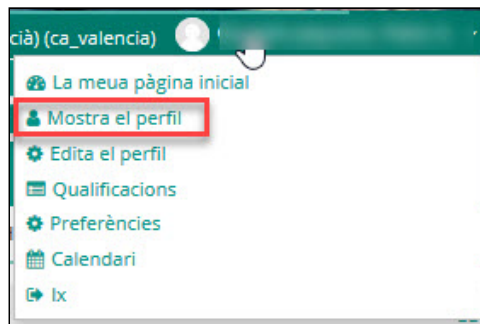 cià) (ca_valencia)
La meua pàgina inicial
Mostra el perfil
Edita el perfil
Qualificacions
Preferències
Calendari
Ix